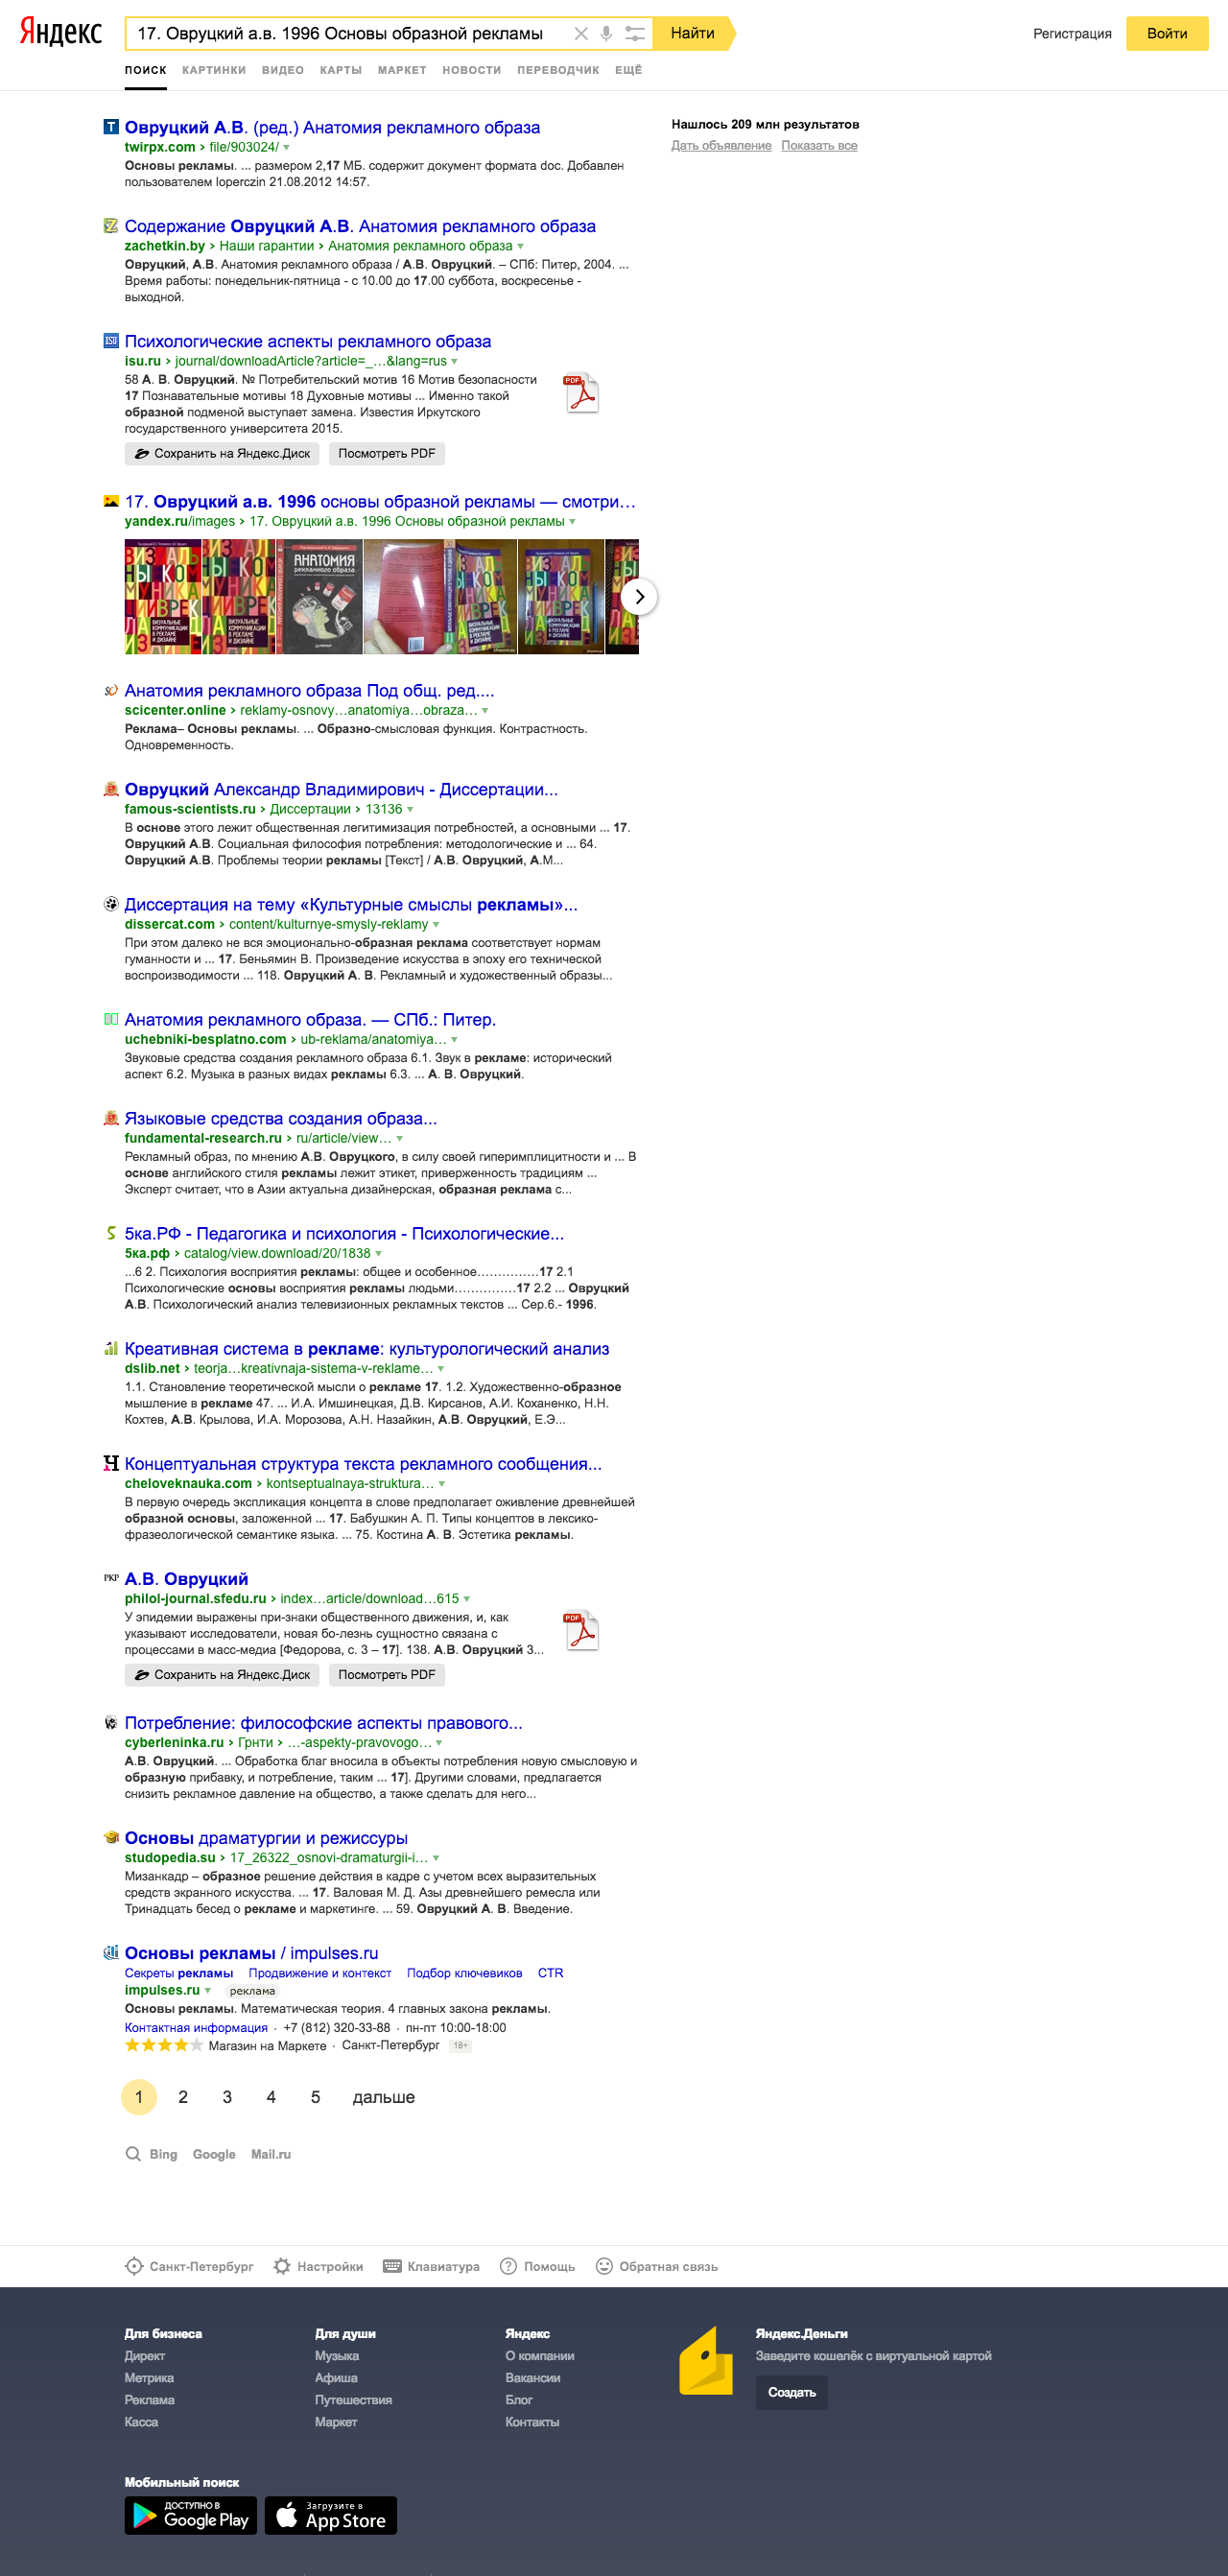 Яндекс
17. Овруцкий а.в. 1996 Основы образной рекламы
Найти
Регистрация
Войти
ПОИСК КАРТИНКИ ВИДЕО КАРТЫ МАРКЕТ НОВОСТИ ПЕРЕВОДЧИК ЕЩЁ
Нашлось 209 млн результатов
Дать объявление Показать все
Овруцкий А.В. (ред.) Анатомия рекламного образа
twirpx.com › file/903024/
Основы рекламы. ... размером 2,17 МБ. содержит документ формата doc. Добавлен
пользователем loperczin 21.08.2012 14:57.
Содержание Овруцкий А.В. Анатомия рекламного образа
zachetkin.by › Наши гарантии › Анатомия рекламного образа
Овруцкий, А.В. Анатомия рекламного образа / А.В. Овруцкий. – СПб: Питер, 2004. ...
Время работы: понедельник-пятница - с 10.00 до 17.00 суббота, воскресенье -
выходной.
Психологические аспекты рекламного образа
isu.ru › journal/downloadArticle?article=_…&lang=rus
58 А. В. Овруцкий. № Потребительский мотив 16 Мотив безопасности
17 Познавательные мотивы 18 Духовные мотивы ... Именно такой
образной подменой выступает замена. Известия Иркутского
государственного университета 2015.
PDF
Сохранить на Яндекс.Диск Посмотреть PDF
17. Овруцкий а.в. 1996 основы образной рекламы — смотри…
yandex.ru/images › 17. Овруцкий а.в. 1996 Основы образной рекламы
АНАТОМИЯ
рекламного образа
ВИЗУАЛЬНЫЕ
КОММУНИКАЦИИ
В РЕКЛАМЕ
И ДИЗАЙНЕ
Анатомия рекламного образа Под общ. ред....
scicenter.online › reklamy-osnovy…anatomiya…obraza…
Реклама– Основы рекламы. ... Образно-смысловая функция. Контрастность.
Одновременность.
Овруцкий Александр Владимирович - Диссертации...
famous-scientists.ru › Диссертации › 13136
В основе этого лежит общественная легитимизация потребностей, а основными ... 17.
Овруцкий А.В. Социальная философия потребления: методологические и ... 64.
Овруцкий А.В. Проблемы теории рекламы [Текст] / А.В. Овруцкий, А.М...
Диссертация на тему «Культурные смыслы рекламы»...
dissercat.com › content/kulturnye-smysly-reklamy
При этом далеко не вся эмоционально-образная реклама соответствует нормам
гуманности и ... 17. Беньямин В. Произведение искусства в эпоху его технической
воспроизводимости ... 118. Овруцкий А. В. Рекламный и художественный образы...
Анатомия рекламного образа. — СПб.: Питер.
uchebniki-besplatno.com › ub-reklama/anatomiya…
Звуковые средства создания рекламного образа 6.1. Звук в рекламе: исторический
аспект 6.2. Музыка в разных видах рекламы 6.3. ... А. В. Овруцкий.
Языковые средства создания образа...
fundamental-research.ru › ru/article/view…
Рекламный образ, по мнению А.В. Овруцкого, в силу своей гиперимплицитности и ... В
основе английского стиля рекламы лежит этикет, приверженность традициям ...
Эксперт считает, что в Азии актуальна дизайнерская, образная реклама с...
5ка.РФ - Педагогика и психология - Психологические...
5ка.рф › catalog/view.download/20/1838
...6 2. Психология восприятия рекламы: общее и особенное……………17 2.1
Психологические основы восприятия рекламы людьми……………17 2.2 ... Овруцкий
А.В. Психологический анализ телевизионных рекламных текстов ... Сер.6.- 1996.
Креативная система в рекламе: культурологический анализ
dslib.net › teorja…kreativnaja-sistema-v-reklame…
1.1. Становление теоретической мысли о рекламе 17. 1.2. Художественно-образное
мышление в рекламе 47. ... И.А. Имшинецкая, Д.В. Кирсанов, А.И. Коханенко, Н.Н.
Кохтев, А.В. Крылова, И.А. Морозова, А.Н. Назайкин, А.В. Овруцкий, Е.Э...
Концептуальная структура текста рекламного сообщения...
cheloveknauka.com › kontseptualnaya-struktura…
В первую очередь экспликация концепта в слове предполагает оживление древнейшей
образной основы, заложенной ... 17. Бабушкин А. П. Типы концептов в лексико-
фразеологической семантике языка. ... 75. Костина А. В. Эстетика рекламы.
А.В. Овруцкий
philol-journal.sfedu.ru › index…article/download…615
У эпидемии выражены при-знаки общественного движения, и, как
указывают исследователи, новая бо-лезнь сущностно связана с
процессами в масс-медиа [Федорова, с. 3 – 17]. 138. А.В. Овруцкий 3...
PDF
Сохранить на Яндекс.Диск Посмотреть PDF
Потребление: философские аспекты правового...
cyberleninka.ru › Грнти › …-aspekty-pravovogo…
А.В. Овруцкий. ... Обработка благ вносила в объекты потребления новую смысловую и
образную прибавку, и потребление, таким ... 17]. Другими словами, предлагается
снизить рекламное давление на общество, а также сделать для него...
Основы драматургии и режиссуры
studopedia.su › 17_26322_osnovi-dramaturgii-i…
Мизанкадр – образное решение действия в кадре с учетом всех выразительных
средств экранного искусства. ... 17. Валовая М. Д. Азы древнейшего ремесла или
Тринадцать бесед о рекламе и маркетинге. ... 59. Овруцкий А. В. Введение.
Основы рекламы / impulses.ru
Секреты рекламы Продвижение и контекст Подбор ключевиков CTR
impulses.ru реклама
Основы рекламы. Математическая теория. 4 главных закона рекламы.
Контактная информация · +7 (812) 320-33-88 · пн-пт 10:00-18:00
Магазин на Маркете · Санкт-Петербург 18+
1 2 3 4 5 дальше
Bing Google Mail.ru
Санкт-Петербург Настройки Клавиатура Помощь Обратная связь
Для бизнеса
Директ
Метрика
Реклама
Касса
Для души
Музыка
Афиша
Путешествия
Маркет
Яндекс
О компании
Вакансии
Блог
Контакты
Яндекс.Деньги
Заведите кошелёк с виртуальной картой
Создать
Мобильный поиск
ДОСТУПНО В
Google Play
Загрузите в
App Store